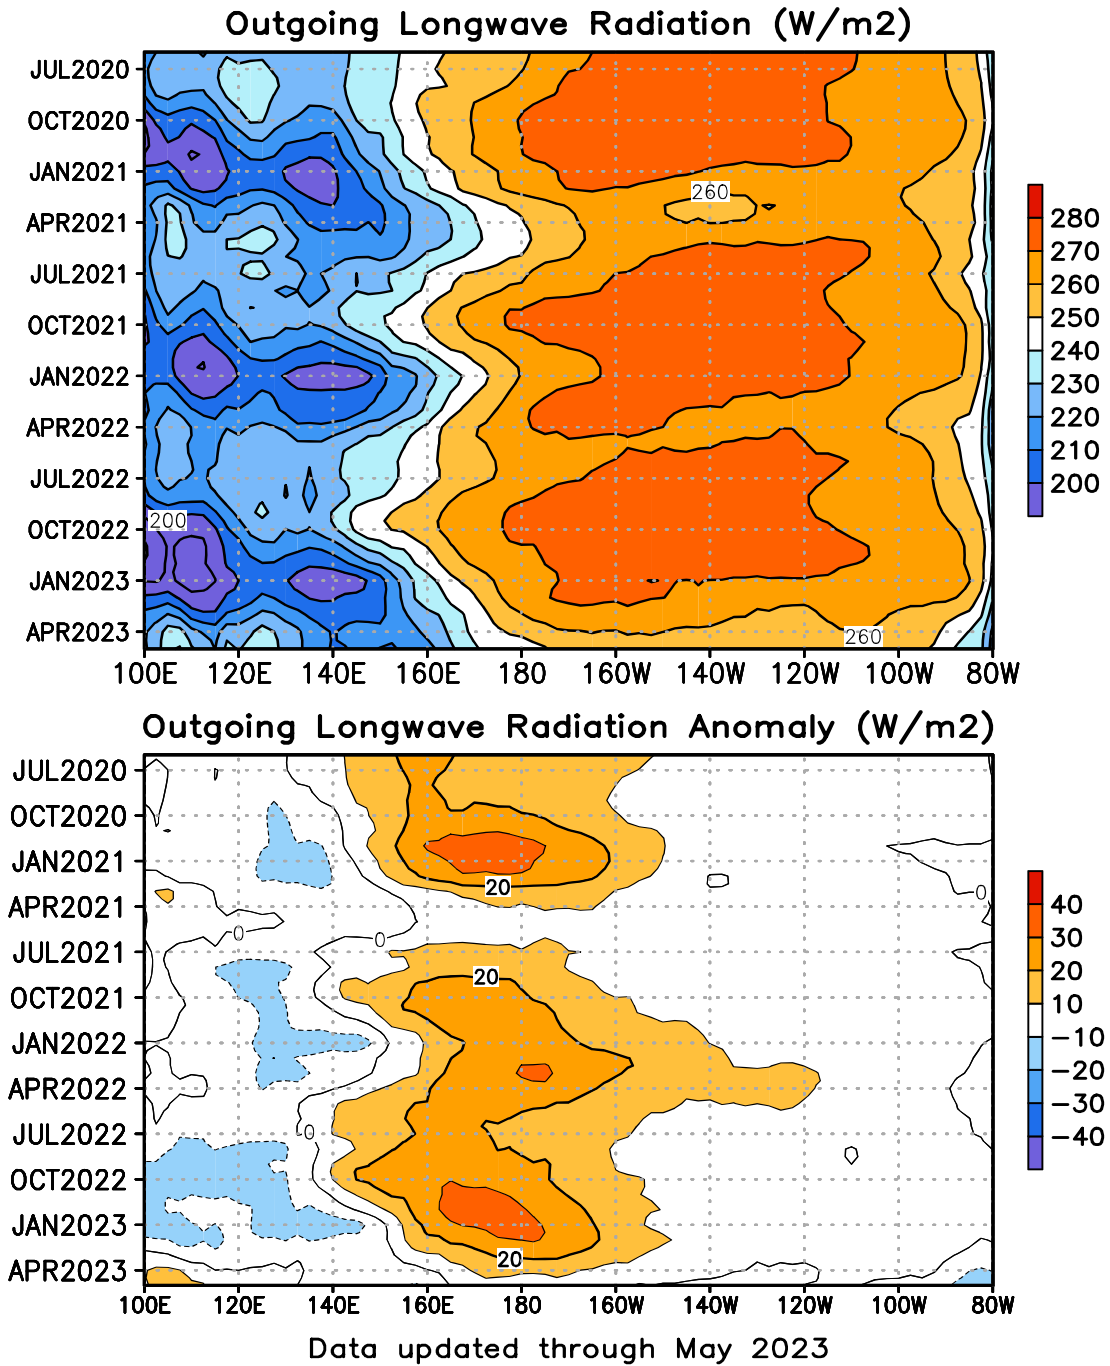 Outgoing Longwave Radiation (W/m2)
JUL2020
OCT2020
JAN2021
APR2021
JUL2021
OCT2021
JAN2022
APR2022
JUL2022
OCT2022
JAN2023
APR2023
260
200
260
100E 120E 140E 160E 180 160W 140W 120W 100W 80W
280
270
260
250
240
230
220
210
200
Outgoing Longwave Radiation Anomaly (W/m2)
JUL2020
OCT2020
JAN2021
APR2021
JUL2021
OCT2021
JAN2022
APR2022
JUL2022
OCT2022
JAN2023
APR2023
20
0
0
0
20
0
20
100E 120E 140E 160E 180 160W 140W 120W 100W 80W
40
30
20
10
−10
−20
−30
−40
Data updated through May 2023